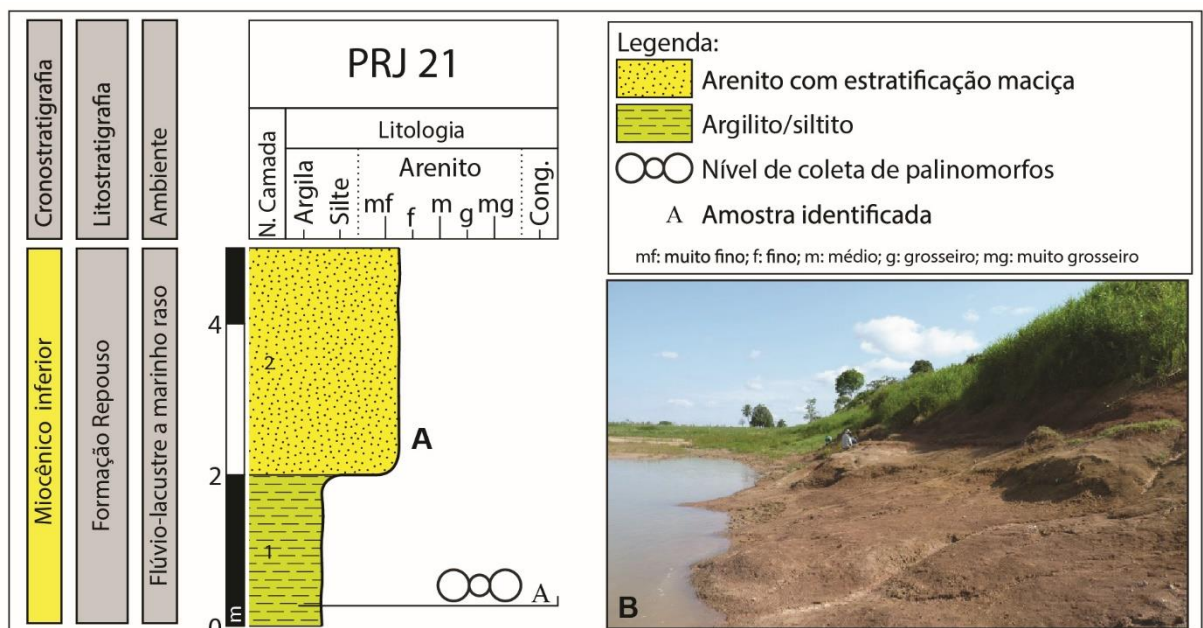 Cronostratigrafia
Litostratigrafia
Ambiente
PRJ 21
N. Camada
Litologia
Argila
Silte
Arenito
mf
f
m
g
mg
Cong.
Miocênico inferior
Formação Repouso
Flúvio-lacustre a marinho raso
4
2
0
m
2
1
A
A
Legenda:
Arenito com estratificação maciça
Argilito/siltito
Nível de coleta de palinomorfos
A Amostra identificada
mf: muito fino; f: fino; m: médio; g: grosseiro; mg: muito grosseiro
B